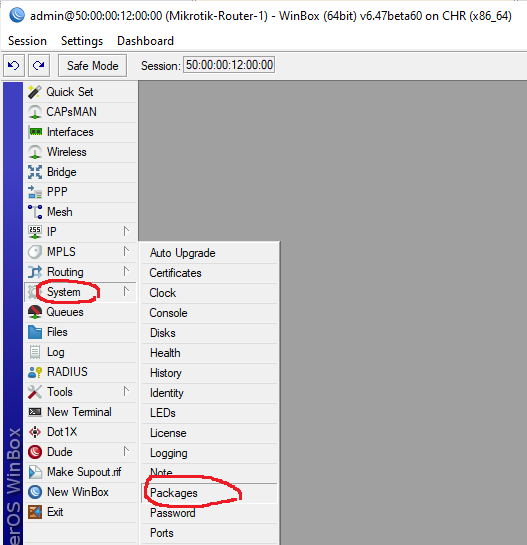 admin@50:00:00:12:00:00 (Mikrotik-Router-1) - WinBox (64bit) v6.47beta60 on CHR (x86_64)
Session Settings Dashboard
Safe Mode Session: 50:00:00:12:00:00
Quick Set
CAPsMAN
Interfaces
Wireless
Bridge
PPP
Mesh
IP
MPLS
Routing
System
Queues
Files
Log
RADIUS
Tools
New Terminal
Dot1X
Dude
Make Supout.rif
New WinBox
Exit
Auto Upgrade
Certificates
Clock
Console
Disks
Health
History
Identity
LEDs
License
Logging
Note
Packages
Password
Ports
erOS WinBox